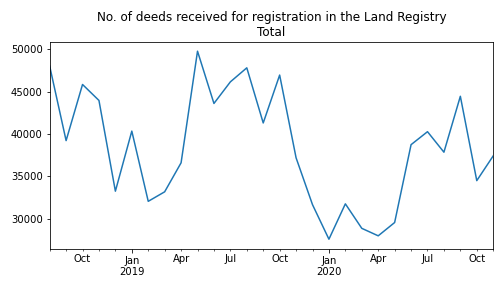 No. of deeds received for registration in the Land Registry
Total
50000
45000
40000
35000
30000
Oct Jan Apr Jul Oct Jan Apr Jul Oct
2019 2020